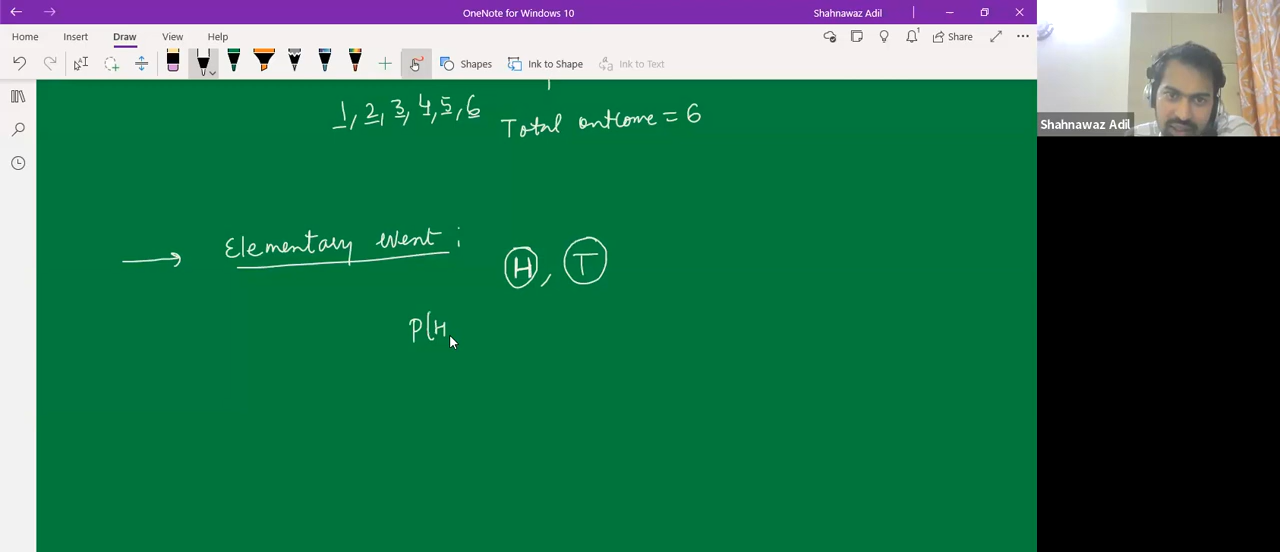 OneNote for Windows 10
Shahnawaz Adil
Home Insert Draw View Help
Shapes Ink to Shape Ink to Text Share
1, 2, 3, 4, 5, 6 Total outcome = 6
Shahnawaz Adil
→ Elementary event : H, T
P(H